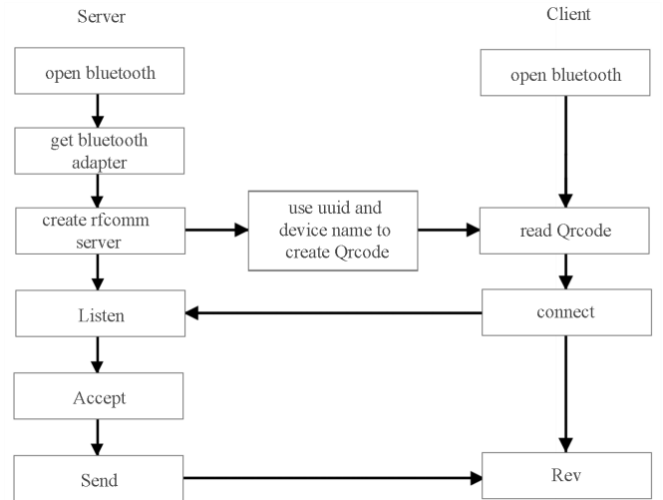 Server
Client
open bluetooth
open bluetooth
get bluetooth
adapter
create rfcomm
server
use uuid and
device name to
create Qrcode
read Qrcode
Listen
connect
Accept
Send
Rev